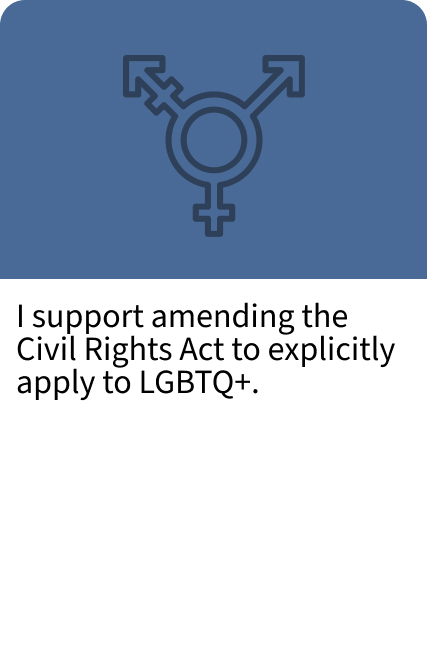 I support amending the
Civil Rights Act to explicitly
apply to LGBTQ+.